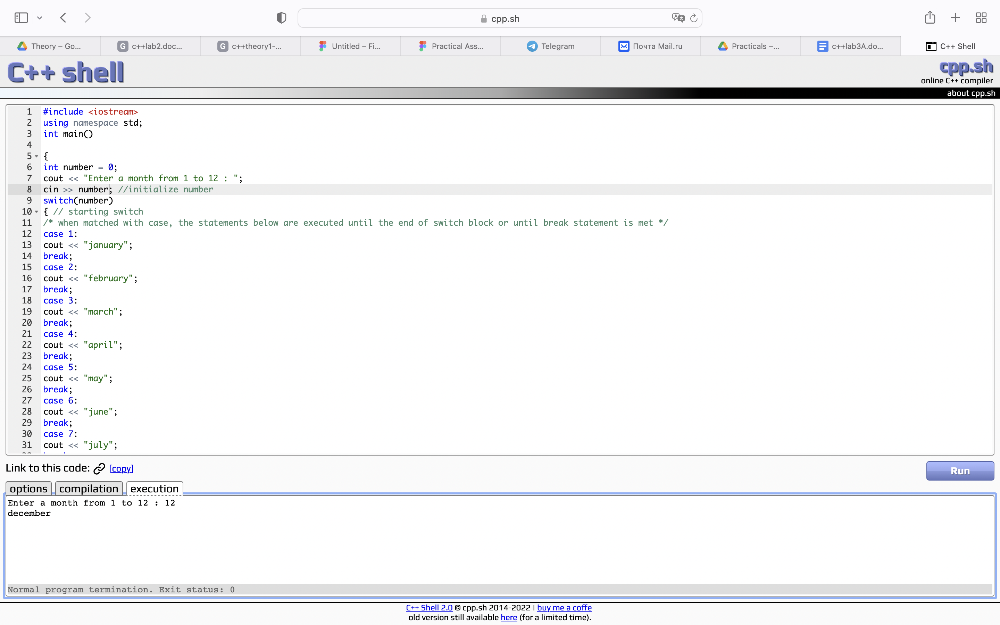 cpp.sh
Theory – Go...
c++lab2.doc...
c++theory1-...
Untitled – Fi...
Practical Ass...
Telegram
Почта Mail.ru
Practicals –...
c++lab3A.do...
C++ Shell
C++ shell
cpp.sh
online C++ compiler
about cpp.sh
1 #include <iostream>
2 using namespace std;
3 int main()
4
5 {
6 int number = 0;
7 cout << "Enter a month from 1 to 12 : ";
8 cin >> number; //initialize number
9 switch(number)
10 { // starting switch
11 /* when matched with case, the statements below are executed until the end of switch block or until break statement is met */
12 case 1:
13 cout << "january";
14 break;
15 case 2:
16 cout << "february";
17 break;
18 case 3:
19 cout << "march";
20 break;
21 case 4:
22 cout << "april";
23 break;
24 case 5:
25 cout << "may";
26 break;
27 case 6:
28 cout << "june";
29 break;
30 case 7:
31 cout << "july";
Link to this code: [copy]
Run
options compilation execution
Enter a month from 1 to 12 : 12
december
Normal program termination. Exit status: 0
C++ Shell 2.0 © cpp.sh 2014-2022 | buy me a coffe
old version still available here (for a limited time).